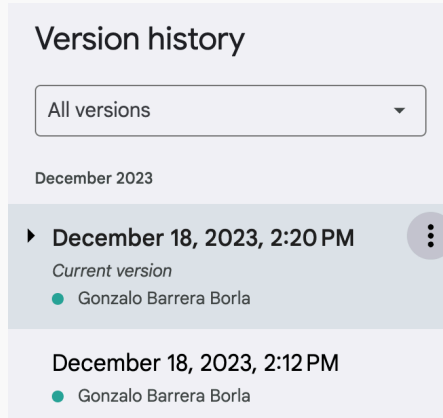 Version history
All versions
December 2023
December 18, 2023, 2:20 PM
Current version
Gonzalo Barrera Borla
December 18, 2023, 2:12 PM
Gonzalo Barrera Borla